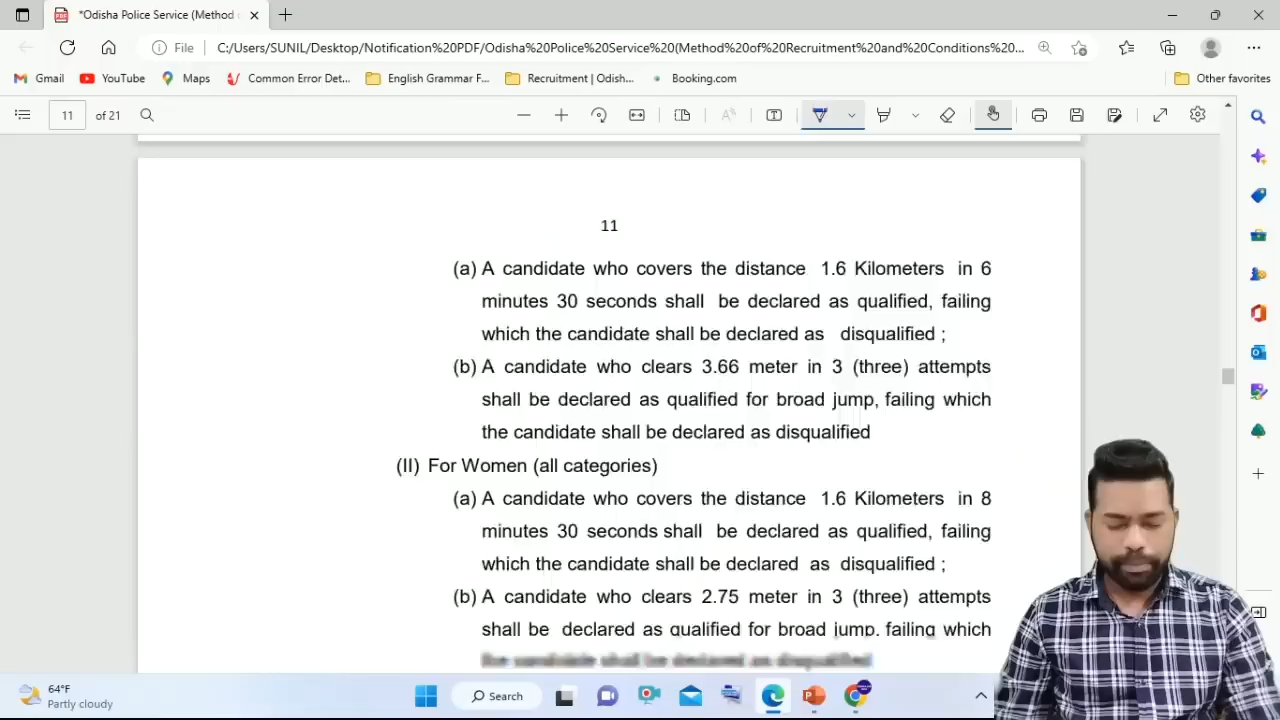 *Odisha Police Service (Method
File
C:/Users/SUNIL/Desktop/Notification%20PDF/Odisha%20Police%20Service%20(Method%20of%20Recruitment%20and%20Conditions%20...
Gmail YouTube Maps Common Error Det... English Grammar F... Recruitment | Odish... Booking.com Other favorites
11 of 21
11
(a) A candidate who covers the distance 1.6 Kilometers in 6
minutes 30 seconds shall be declared as qualified, failing
which the candidate shall be declared as disqualified ;
(b) A candidate who clears 3.66 meter in 3 (three) attempts
shall be declared as qualified for broad jump, failing which
the candidate shall be declared as disqualified
(II) For Women (all categories)
(a) A candidate who covers the distance 1.6 Kilometers in 8
minutes 30 seconds shall be declared as qualified, failing
which the candidate shall be declared as disqualified ;
(b) A candidate who clears 2.75 meter in 3 (three) attempts
shall be declared as qualified for broad jump, failing which
64°F
Partly cloudy
Search